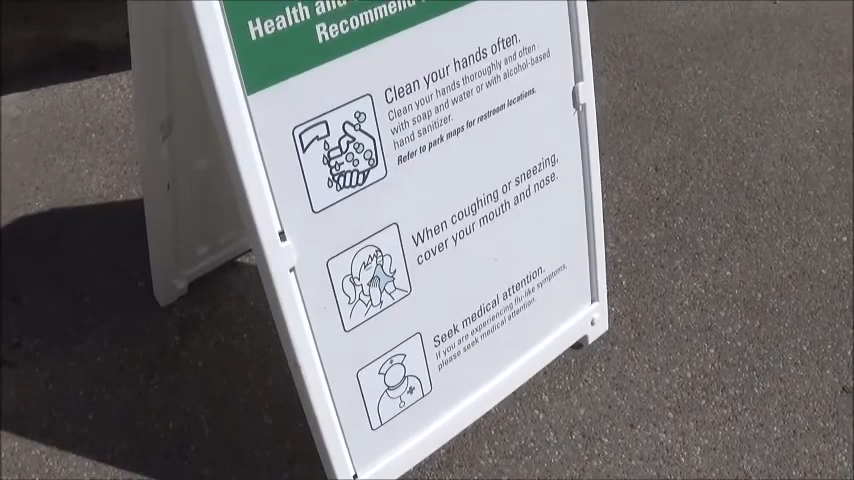 Health and
Recommend
Clean your hands often.
Clean your hands thoroughly and often
with soap and water or with alcohol-based
hand sanitizer.
Refer to park maps for restroom locations.
When coughing or sneezing,
cover your mouth and nose.
Seek medical attention.
If you are experiencing flu-like symptoms,
please seek medical attention.